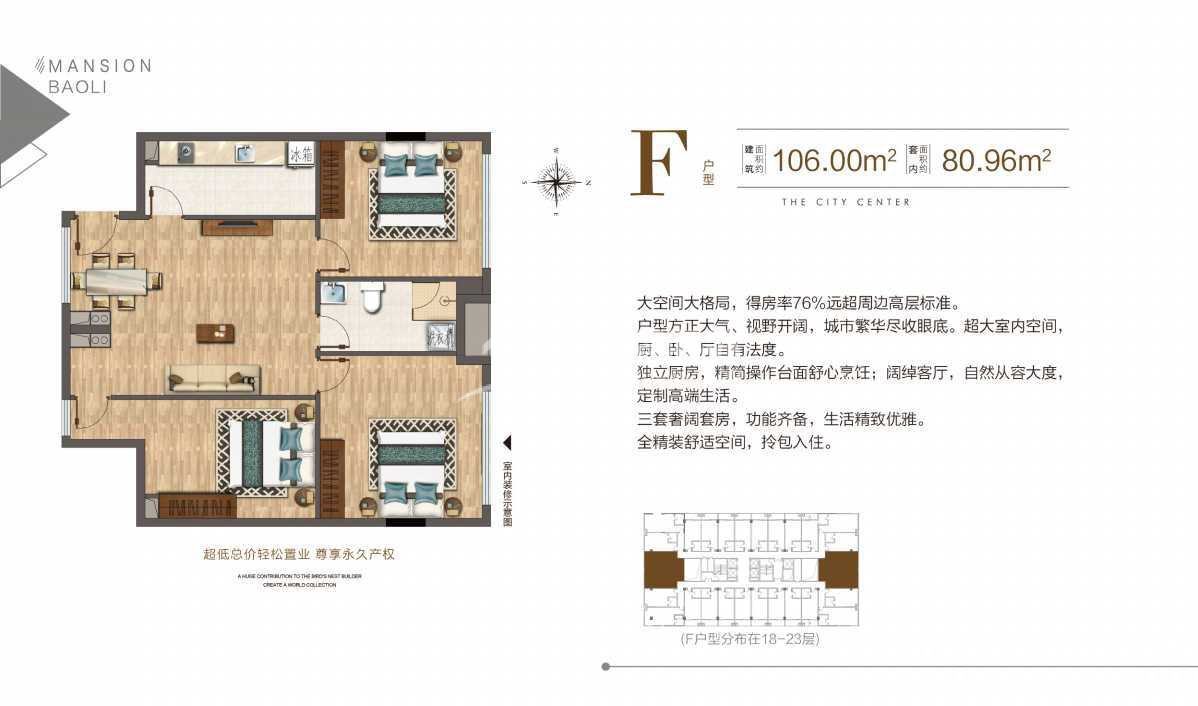 MANSION
BAOLI
冰箱
洗衣机
室内装修示意图
超低总价轻松置业 尊享永久产权
A HUGE CONTRIBUTION TO THE BIRD'S NEST BUILDER
CREATE A WORLD COLLECTION
W
S
N
E
F户型
建筑面积约 106.00m² 套内面积约 80.96m²
THE CITY CENTER
大空间大格局，得房率76%远超周边高层标准。
户型方正大气、视野开阔，城市繁华尽收眼底。超大室内空间，
厨、卧、厅自有法度。
独立厨房，精简操作台面舒心烹饪；阔绰客厅，自然从容大度，
定制高端生活。
三套奢阔套房，功能齐备，生活精致优雅。
全精装舒适空间，拎包入住。
(F户型分布在18-23层)